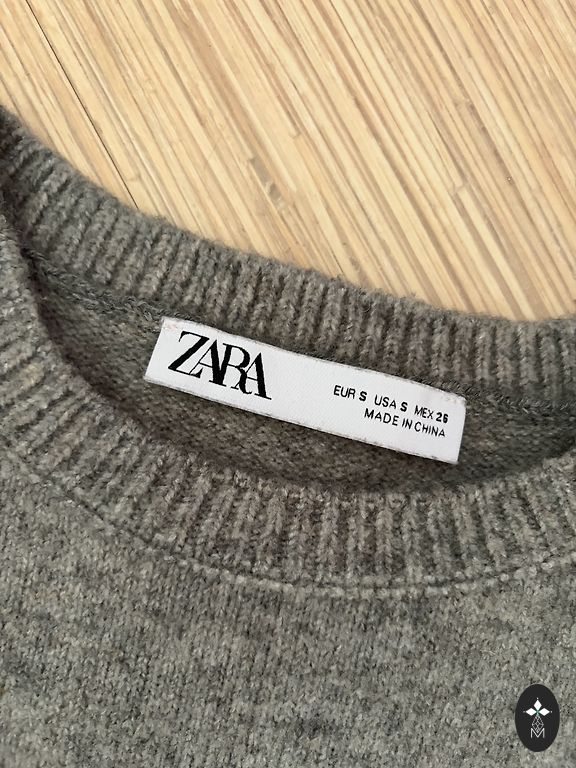 ZARA
EUR S USA S MEX 26
MADE IN CHINA
M